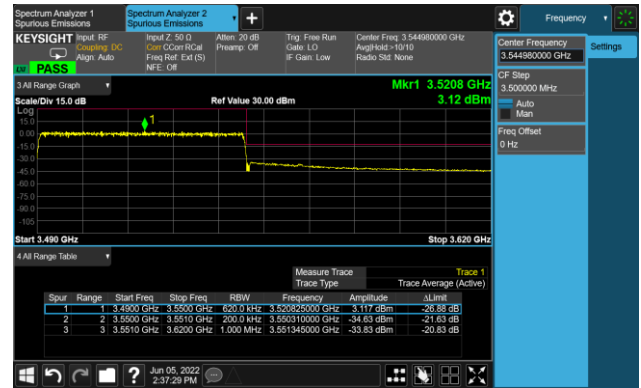 Spectrum Analyzer 1
Spurious Emissions
Spectrum Analyzer 2
Spurious Emissions
Frequency
KEYSIGHT
Input: RF
Coupling: DC
Align: Auto
Input Z: 50 Ω
Corr CCorr RCal
Freq Ref: Ext (S)
NFE: Off
Atten: 20 dB
Preamp: Off
Trig: Free Run
Gate: LO
IF Gain: Low
Center Freq: 3.544980000 GHz
Avg|Hold:>10/10
Radio Std: None
PASS
Center Frequency
3.544980000 GHz
Settings
CF Step
3.500000 MHz
Auto
Man
Freq Offset
0 Hz
3 All Range Graph
Mkr1 3.5208 GHz
Scale/Div 15.0 dB
Ref Value 30.00 dBm
3.12 dBm
Log
15.0
0.00
-15.0
-30.0
-45.0
-60.0
-75.0
-90.0
-105
1
Start 3.490 GHz
Stop 3.620 GHz
4 All Range Table
Measure Trace Trace 1
Trace Type Trace Average (Active)
Spur Range Start Freq Stop Freq RBW Frequency Amplitude ΔLimit
1 1 3.4900 GHz 3.5500 GHz 620.0 kHz 3.520825000 GHz 3.117 dBm -26.88 dB
2 2 3.5500 GHz 3.5510 GHz 200.0 kHz 3.550310000 GHz -34.63 dBm -21.63 dB
3 3 3.5510 GHz 3.6200 GHz 1.000 MHz 3.551345000 GHz -33.83 dBm -20.83 dB
?
Jun 05, 2022
2:37:29 PM